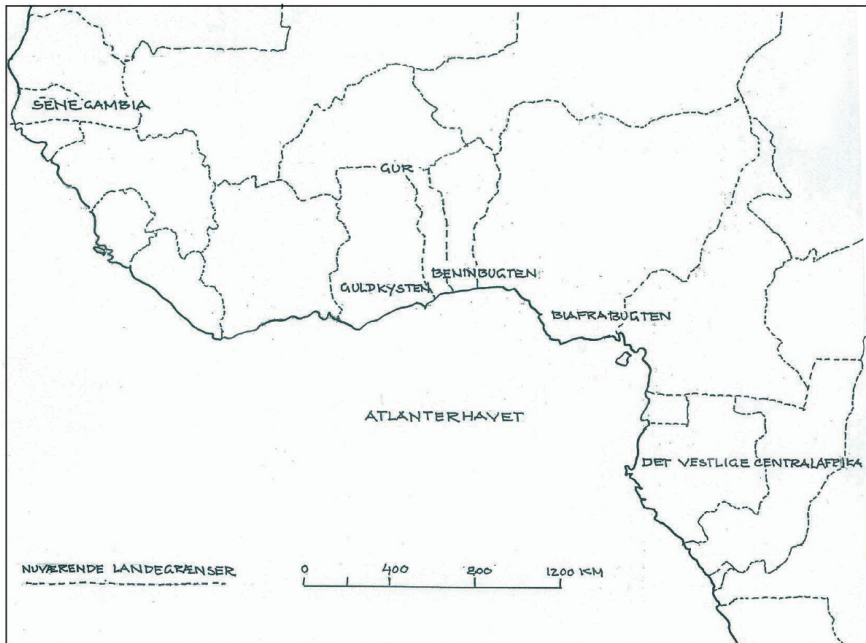 SENEGAMBIA
GUR
BENINBUGTEN
GULDKYSTEN
BIAFRABUGTEN
ATLANTERHAVET
DET VESTLIGE CENTRALAFRIKA
NUVÆRENDE LANDEGRÆNSER
0 400 800 1200 KM